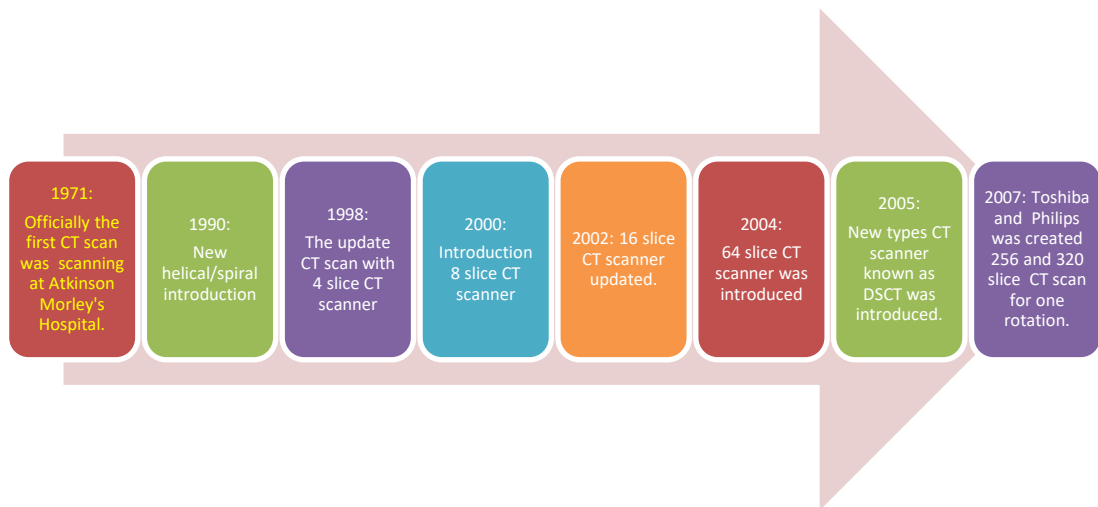 1971:
Officially the
first CT scan
was scanning
at Atkinson
Morley's
Hospital.
1990:
New
helical/spiral
introduction
1998:
The update
CT scan with
4 slice CT
scanner
2000:
Introduction
8 slice CT
scanner
2002: 16 slice
CT scanner
updated.
2004:
64 slice CT
scanner was
introduced
2005:
New types CT
scanner
known as
DSCT was
introduced.
2007: Toshiba
and Philips
was created
256 and 320
slice CT scan
for one
rotation.